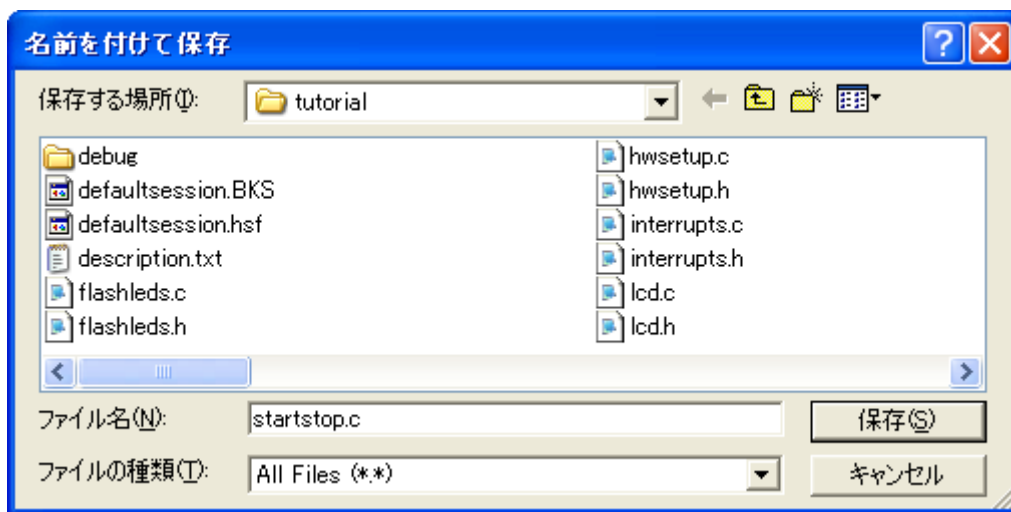 名前を付けて保存
保存する場所(I): tutorial
debug
defaultsession.BKS
defaultsession.hsf
description.txt
flashleds.c
flashleds.h
hwsetup.c
hwsetup.h
interrupts.c
interrupts.h
lcd.c
lcd.h
ファイル名(N): startstop.c 保存(S)
ファイルの種類(T): All Files (*.*) キャンセル